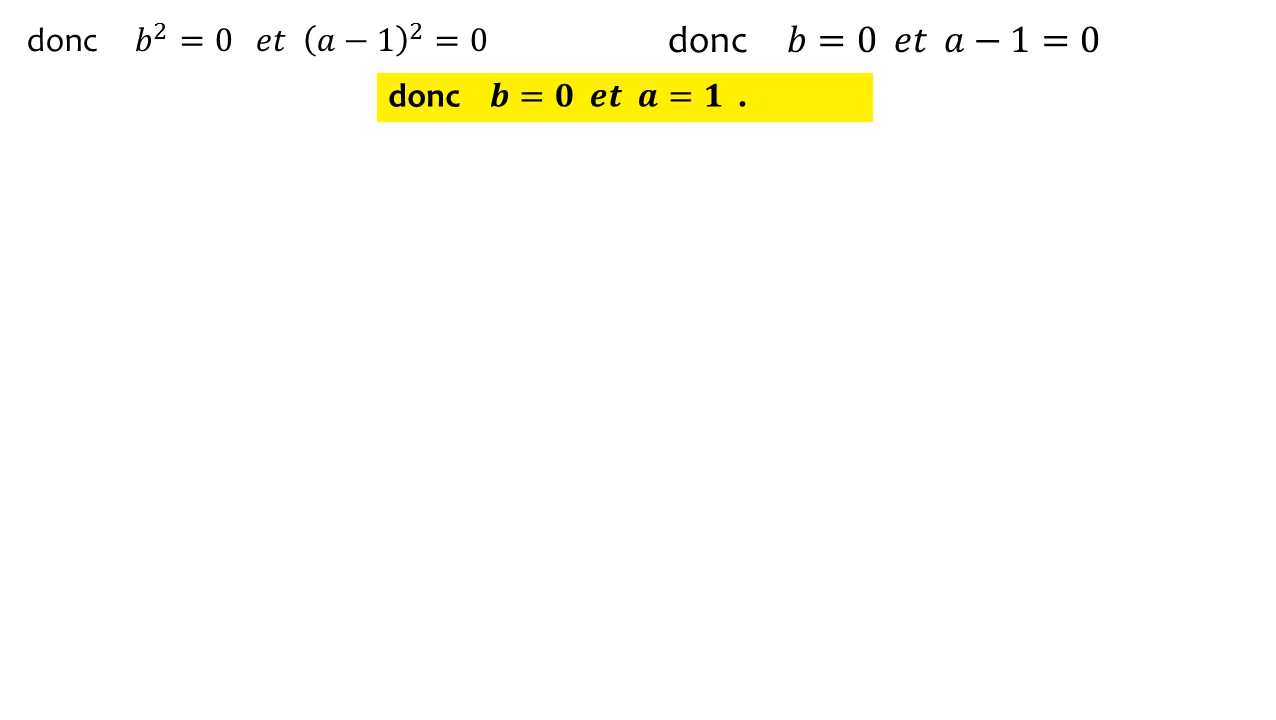 donc b² = 0 et (a − 1)² = 0 donc b = 0 et a − 1 = 0
donc b = 0 et a = 1 .